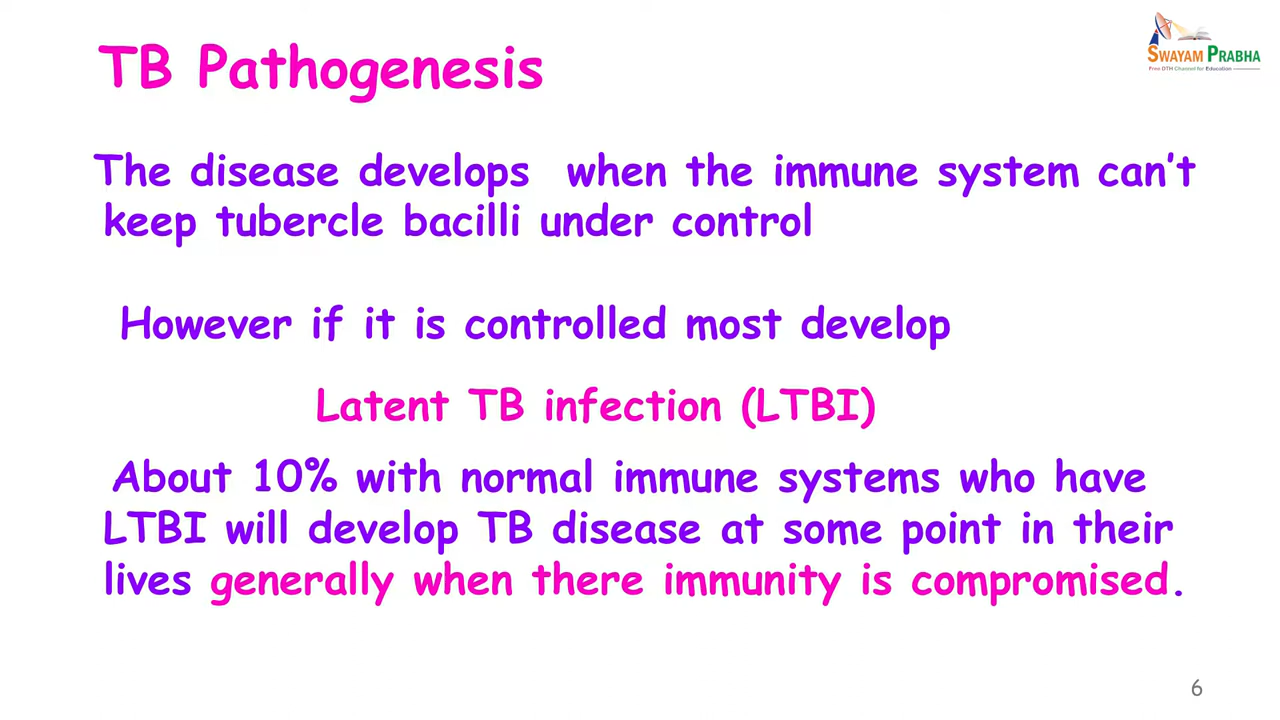 TB Pathogenesis
SWAYAM PRABHA
Free DTH Channel for Education
The disease develops when the immune system can't
keep tubercle bacilli under control
However if it is controlled most develop
Latent TB infection (LTBI)
About 10% with normal immune systems who have
LTBI will develop TB disease at some point in their
lives generally when there immunity is compromised.
6